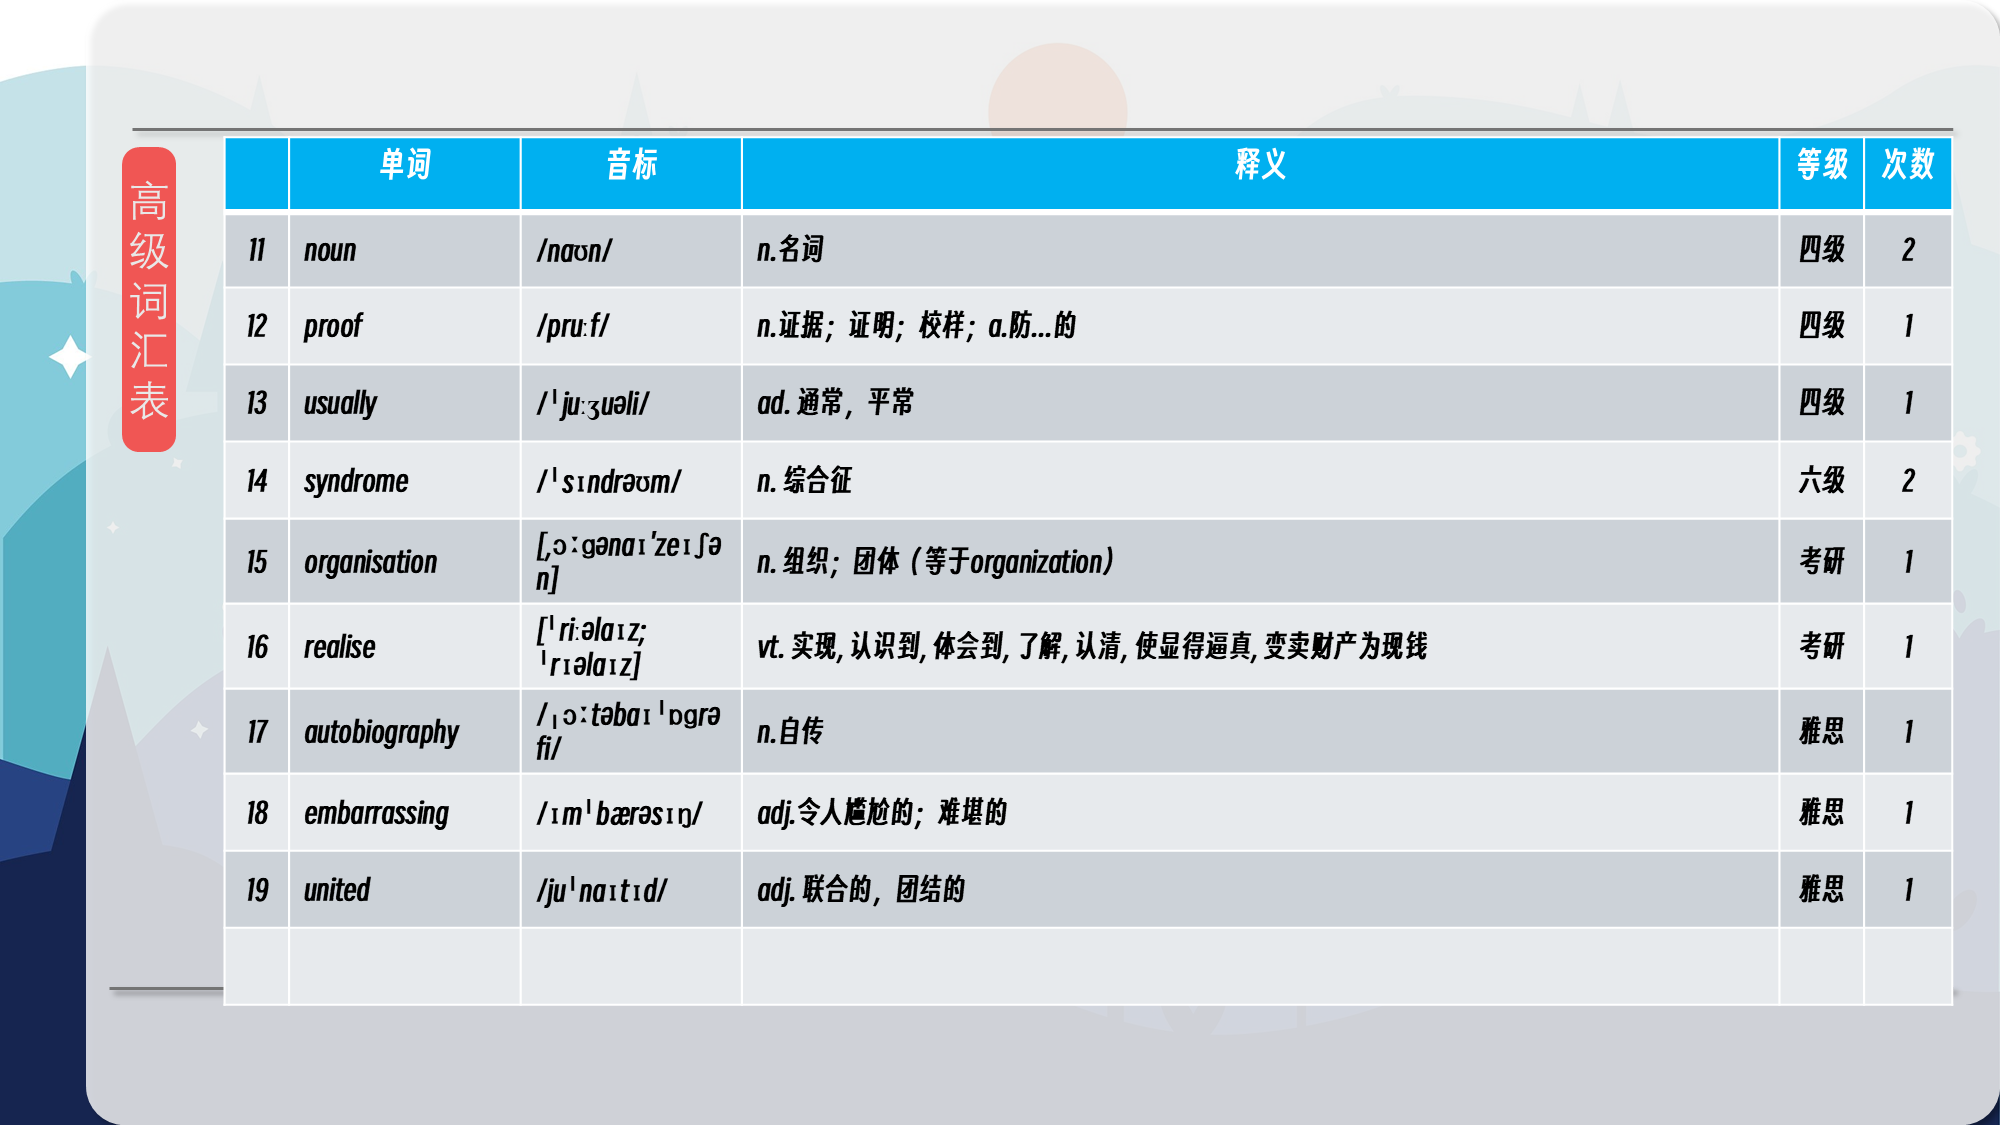 高级词汇表
单词 音标 释义 等级 次数
11 noun /naʊn/ n.名词 四级 2
12 proof /pruːf/ n.证据；证明；校样；a.防...的 四级 1
13 usually /ˈjuːʒuəli/ ad. 通常，平常 四级 1
14 syndrome /ˈsɪndrəʊm/ n. 综合征 六级 2
15 organisation [,ɔːgənaɪ'zeɪʃə
n] n. 组织；团体（等于organization） 考研 1
16 realise [ˈriːəlaɪz;
ˈrɪəlaɪz] vt. 实现, 认识到, 体会到, 了解, 认清, 使显得逼真, 变卖财产为现钱 考研 1
17 autobiography /ˌɔːtəbaɪˈɒɡrə
fi/ n.自传 雅思 1
18 embarrassing /ɪmˈbærəsɪŋ/ adj.令人尴尬的；难堪的 雅思 1
19 united /juˈnaɪtɪd/ adj. 联合的，团结的 雅思 1